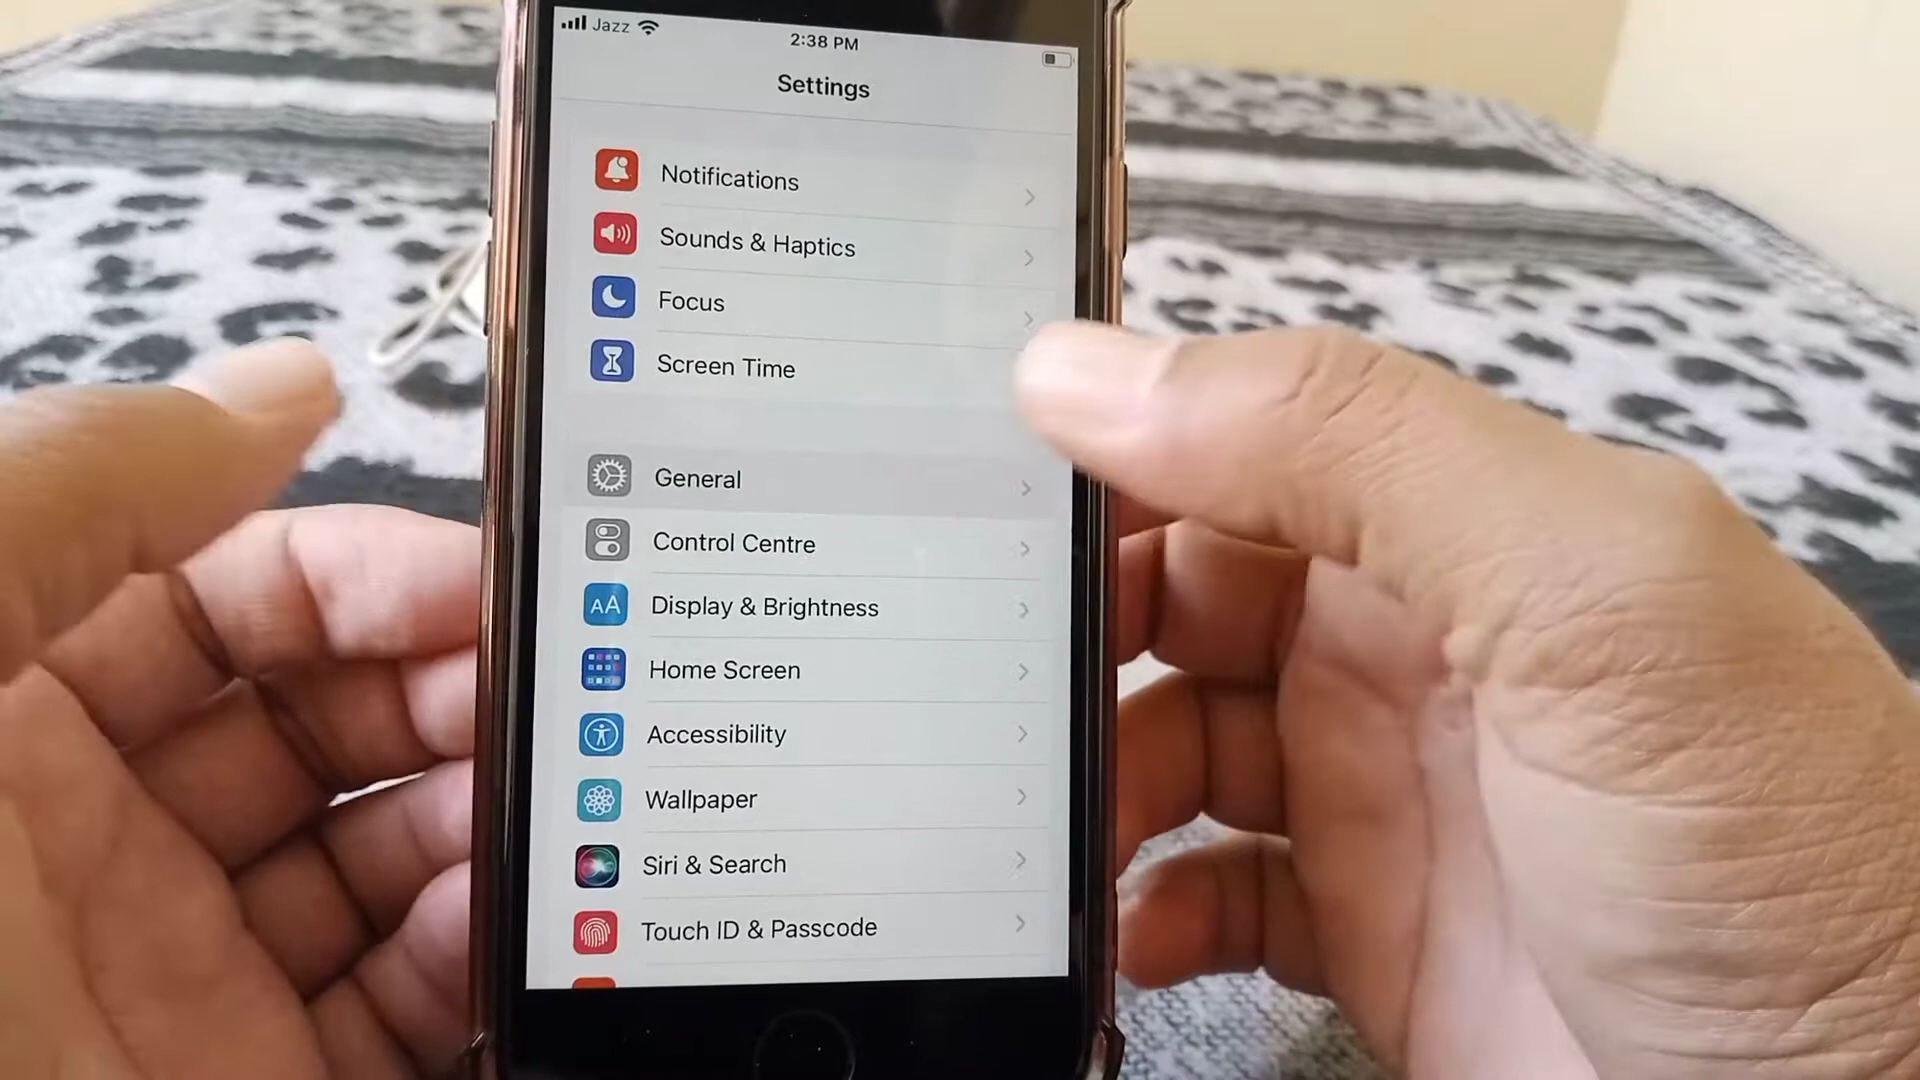 Jazz
2:38 PM
Settings
Notifications
Sounds & Haptics
Focus
Screen Time
General
Control Centre
AA
Display & Brightness
Home Screen
Accessibility
Wallpaper
Siri & Search
Touch ID & Passcode